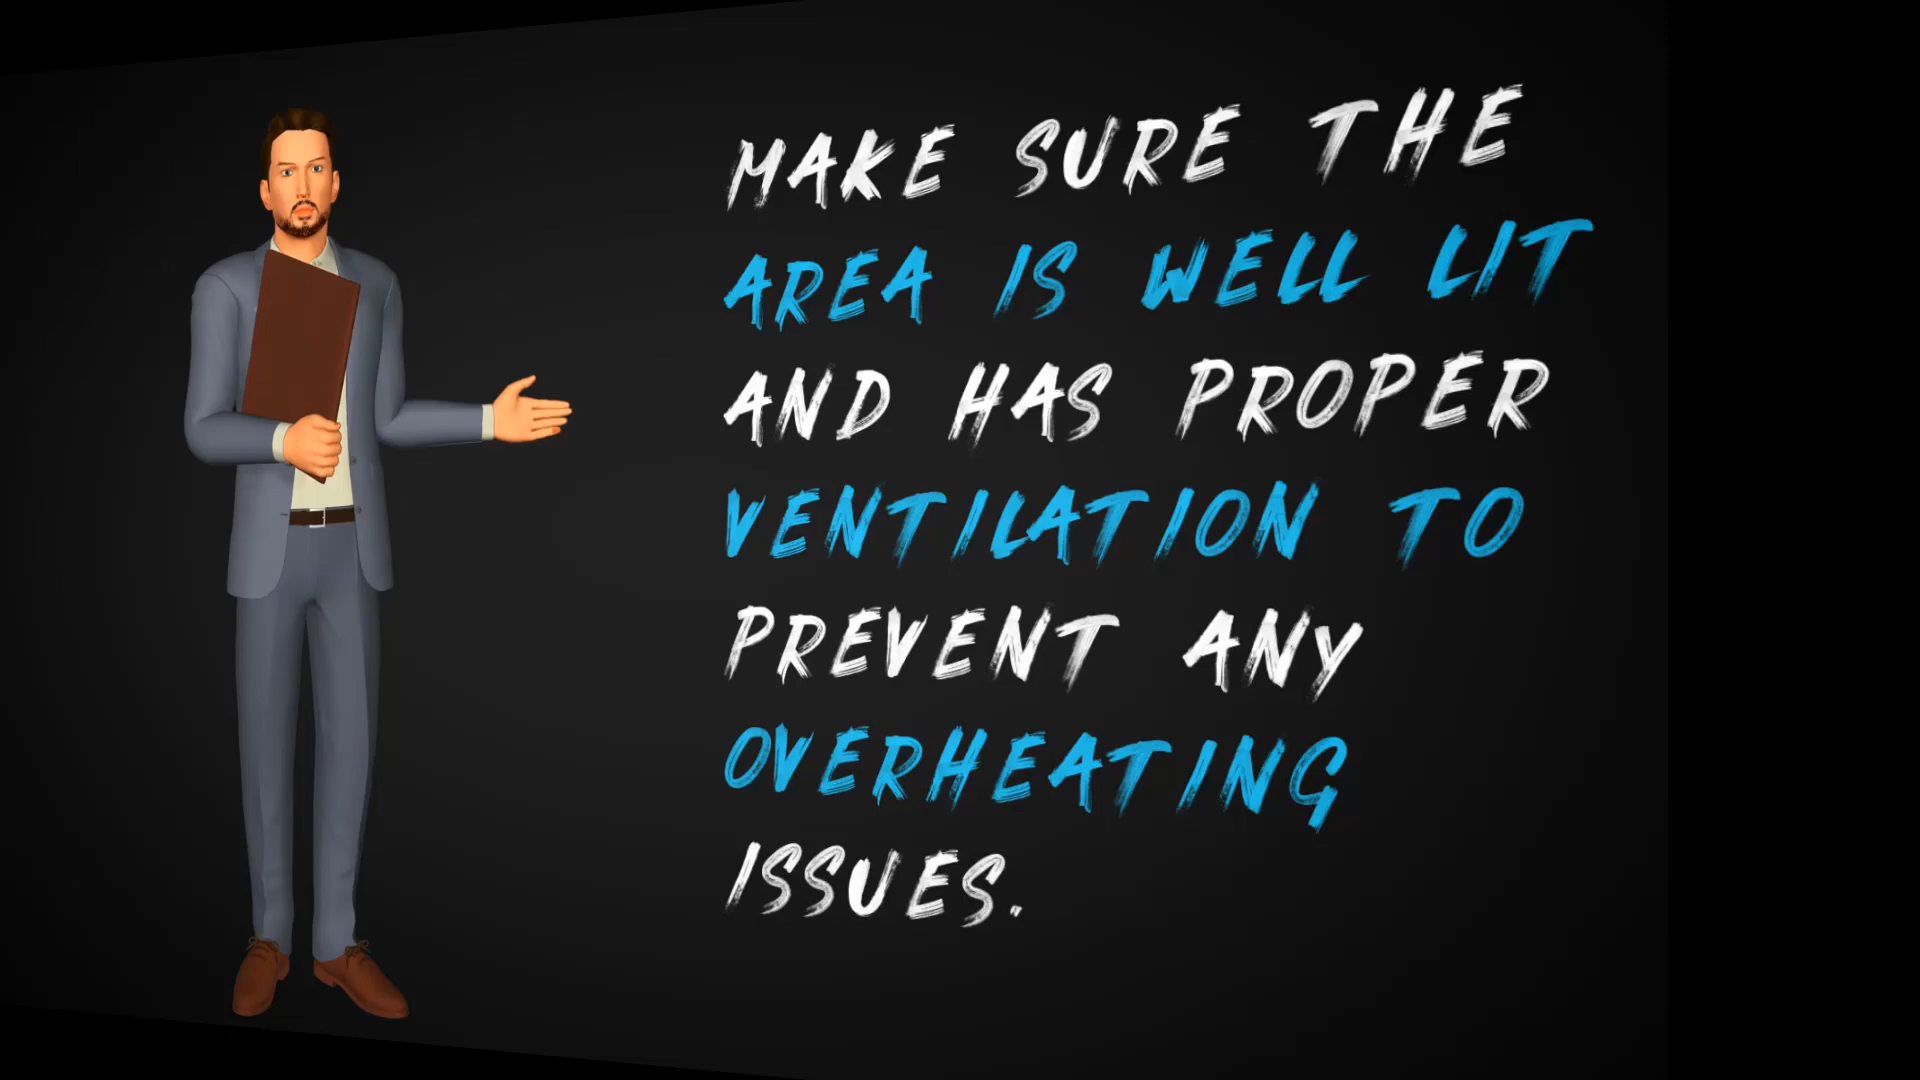 MAKE SURE THE
AREA IS WELL LIT
AND HAS PROPER
VENTILATION TO
PREVENT ANY
OVERHEATING
ISSUES.